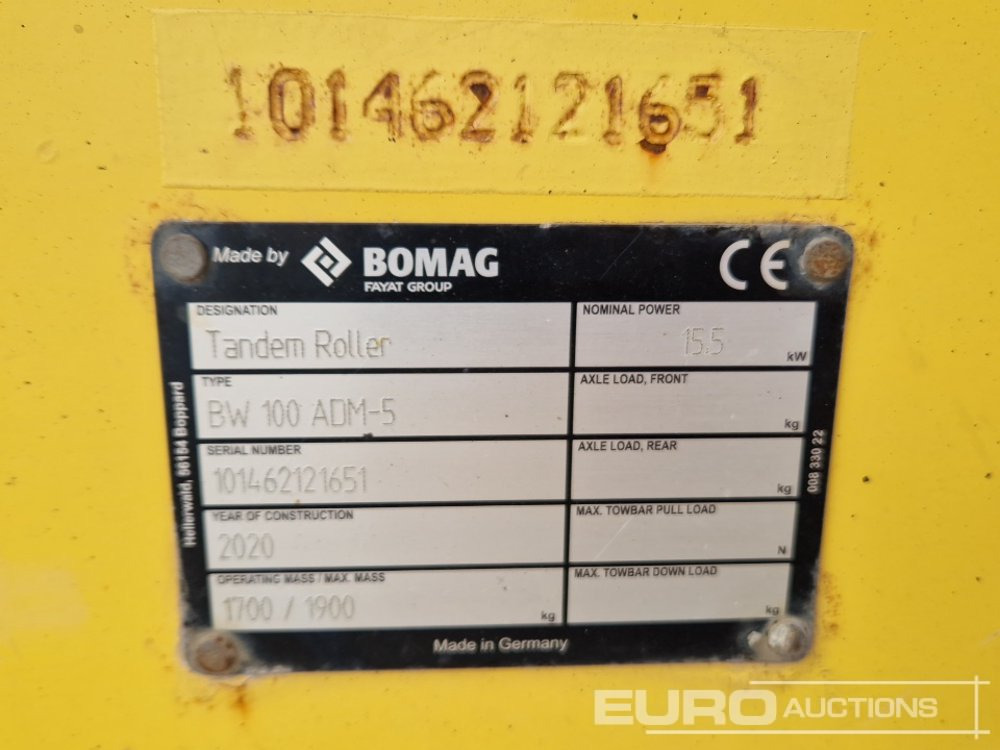 101462121651
Made by BOMAG CE
FAYAT GROUP
DESIGNATION
Tandem Roller
NOMINAL POWER
15.5 kW
TYPE
BW 100 ADM-5
AXLE LOAD, FRONT
kg
SERIAL NUMBER
101462121651
AXLE LOAD, REAR
kg
YEAR OF CONSTRUCTION
2020
MAX. TOWBAR PULL LOAD
N
OPERATING MASS / MAX. MASS
1700 / 1900 kg
MAX. TOWBAR DOWN LOAD
kg
Hellerwald, 56154 Boppard
008 330 22
Made in Germany
EURO AUCTIONS